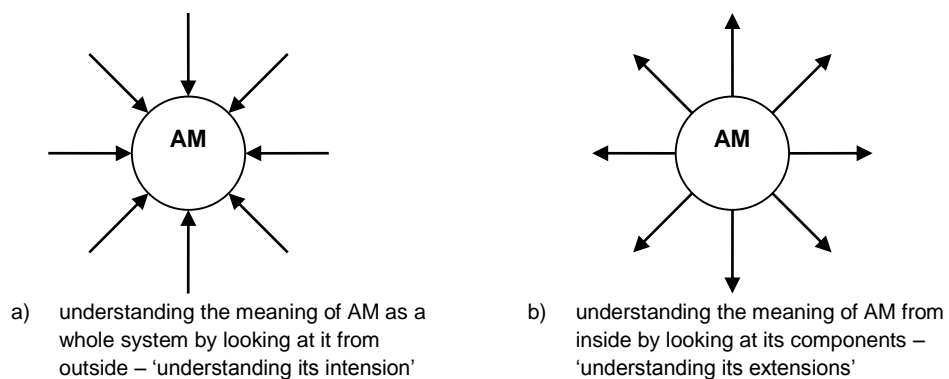 AM
AM
a) understanding the meaning of AM as a
whole system by looking at it from
outside – ‘understanding its intension’
b) understanding the meaning of AM from
inside by looking at its components –
‘understanding its extensions’